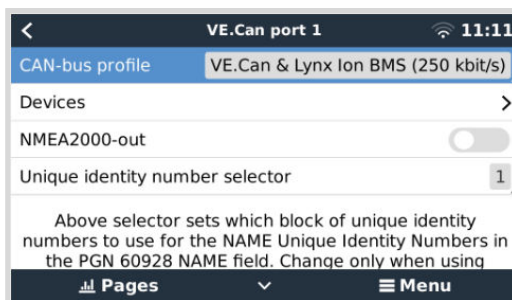 VE.Can port 1 11:11
CAN-bus profile VE.Can & Lynx Ion BMS (250 kbit/s)
Devices
NMEA2000-out
Unique identity number selector 1
Above selector sets which block of unique identity
numbers to use for the NAME Unique Identity Numbers in
the PGN 60928 NAME field. Change only when using
Pages Menu